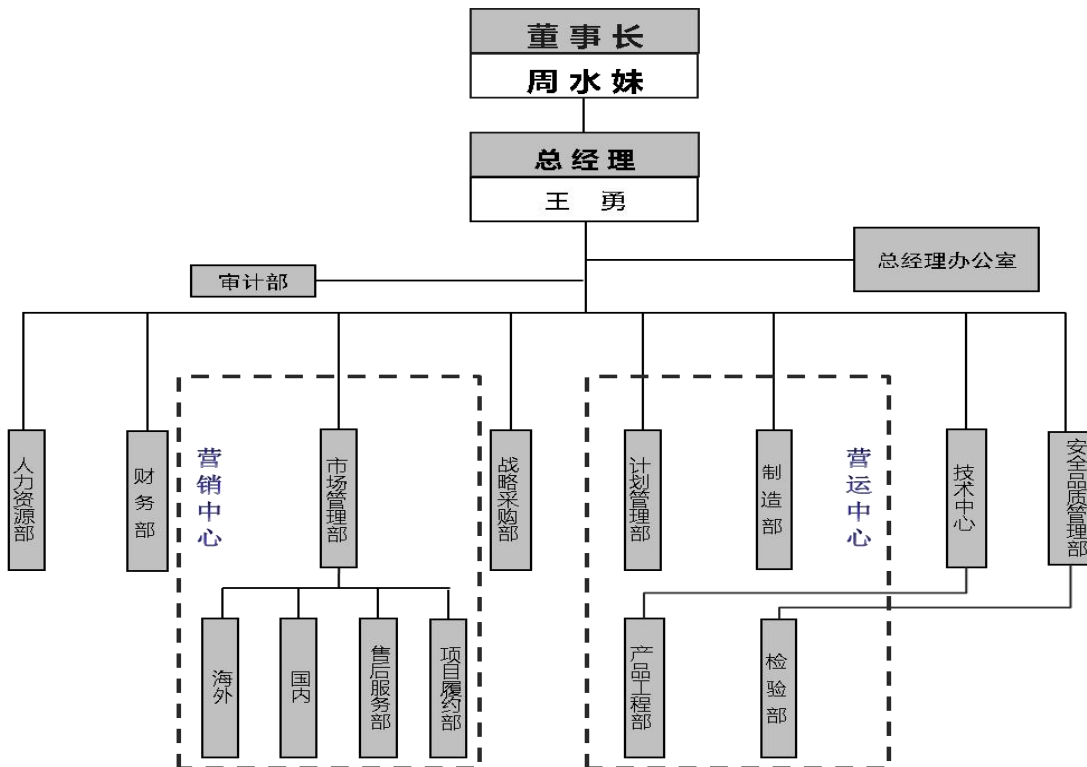 董事长
周水妹
总经理
王 勇
总经理办公室
审计部
人力资源部
财务部
营销中心
市场管理部
战略采购部
计划管理部
制造部
营运中心
技术中心
安全品质管理部
海外
国内
售后服务部
项目履约部
产品工程部
检验部